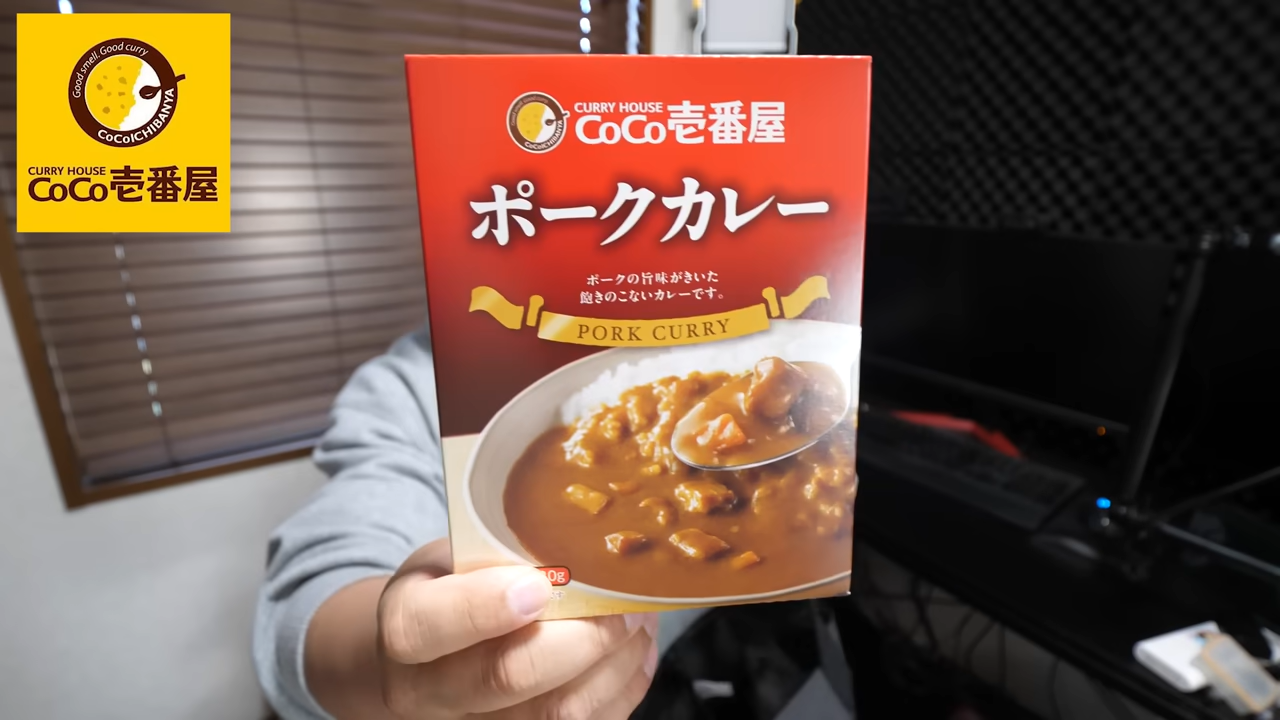 Good smell. Good curry
CoCoICHIBANYA
CURRY HOUSE
CoCo壱番屋
CoCoICHIBANYA
CURRY HOUSE
CoCo壱番屋
ポークカレー
ポークの旨味がきいた
飽きのこないカレーです。
PORK CURRY
0g